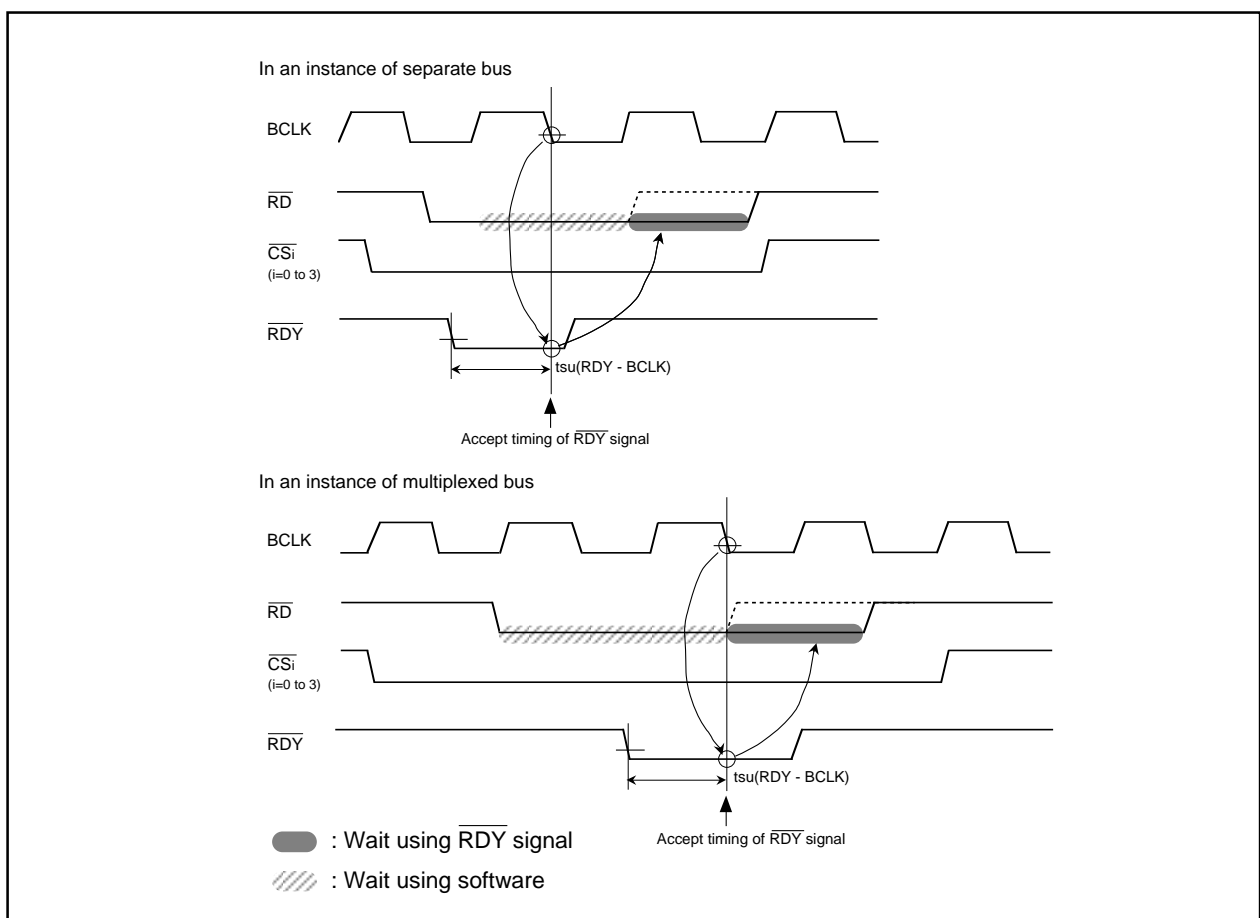 In an instance of separate bus
BCLK
RD
CSi
(i=0 to 3)
RDY
tsu(RDY - BCLK)
Accept timing of RDY signal
In an instance of multiplexed bus
BCLK
RD
CSi
(i=0 to 3)
RDY
tsu(RDY - BCLK)
Accept timing of RDY signal
: Wait using RDY signal
: Wait using software